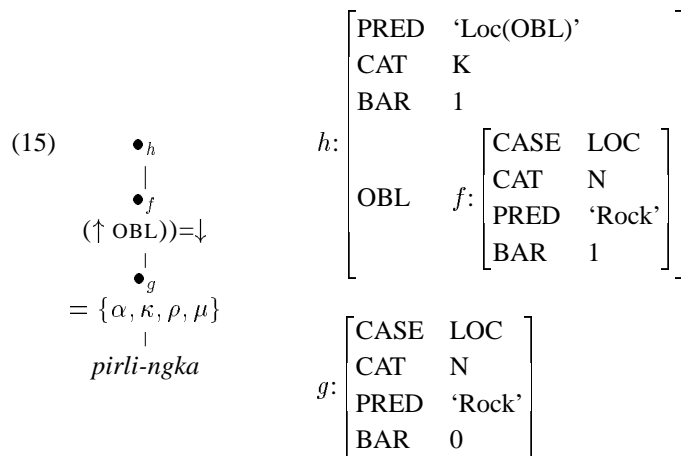 (15)
●h
●f
(↑ OBL))=↓
●g
= {α, κ, ρ, μ}
pirli-ngka
h:
PRED ‘Loc(OBL)’
CAT K
BAR 1
OBL f:
CASE LOC
CAT N
PRED ‘Rock’
BAR 1
g:
CASE LOC
CAT N
PRED ‘Rock’
BAR 0